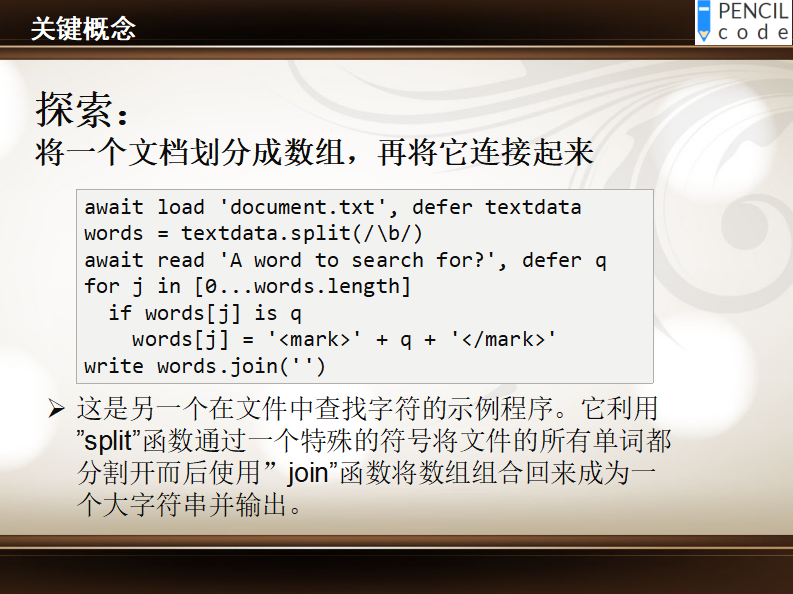 关键概念
PENCIL
code
探索：
将一个文档划分成数组，再将它连接起来
await load 'document.txt', defer textdata
words = textdata.split(/\b/)
await read 'A word to search for?', defer q
for j in [0...words.length]
  if words[j] is q
    words[j] = '<mark>' + q + '</mark>'
write words.join('')
➢ 这是另一个在文件中查找字符的示例程序。它利用
”split”函数通过一个特殊的符号将文件的所有单词都
分割开而后使用”join”函数将数组组合回来成为一
个大字符串并输出。